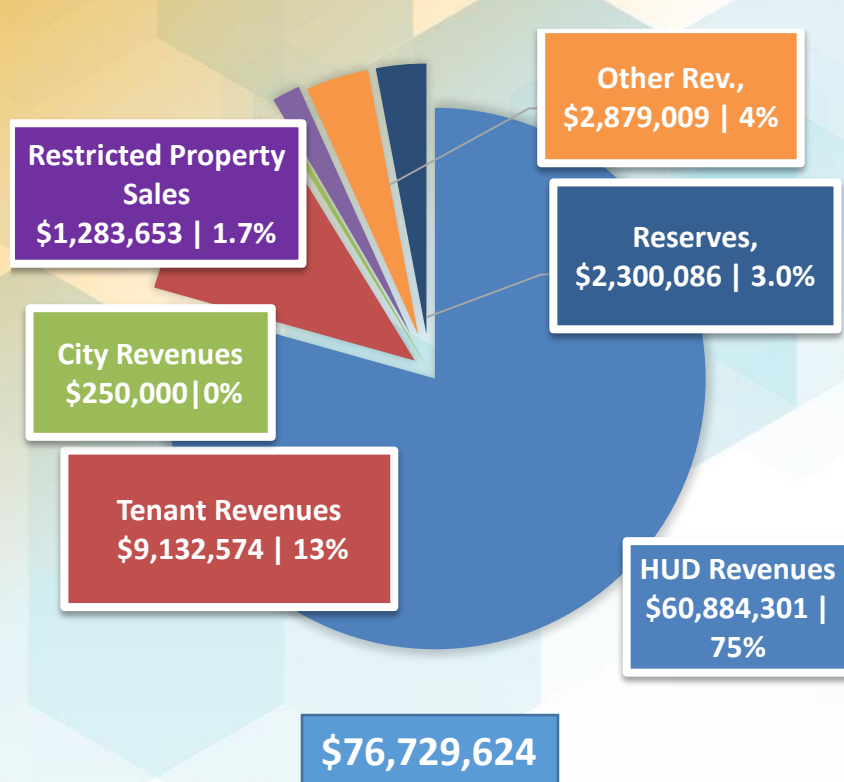 Other Rev.,
$2,879,009 | 4%
Restricted Property
Sales
$1,283,653 | 1.7%
Reserves,
$2,300,086 | 3.0%
City Revenues
$250,000|0%
Tenant Revenues
$9,132,574 | 13%
HUD Revenues
$60,884,301 |
75%
$76,729,624